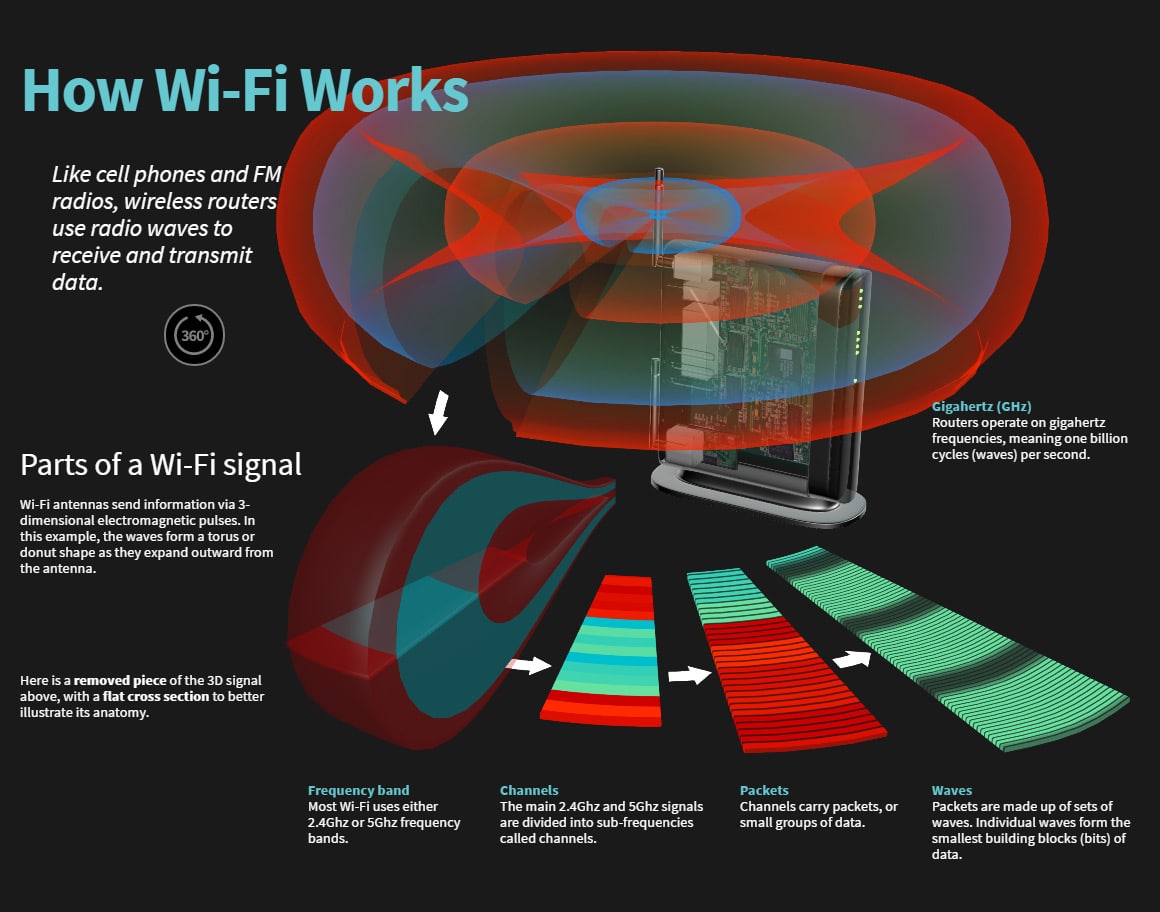 How Wi-Fi Works
Like cell phones and FM
radios, wireless routers
use radio waves to
receive and transmit
data.
360°
Gigahertz (GHz)
Routers operate on gigahertz
frequencies, meaning one billion
cycles (waves) per second.
Parts of a Wi-Fi signal
Wi-Fi antennas send information via 3-
dimensional electromagnetic pulses. In
this example, the waves form a torus or
donut shape as they expand outward from
the antenna.
Here is a removed piece of the 3D signal
above, with a flat cross section to better
illustrate its anatomy.
Frequency band
Most Wi-Fi uses either
2.4Ghz or 5Ghz frequency
bands.
Channels
The main 2.4Ghz and 5Ghz signals
are divided into sub-frequencies
called channels.
Packets
Channels carry packets, or
small groups of data.
Waves
Packets are made up of sets of
waves. Individual waves form the
smallest building blocks (bits) of
data.